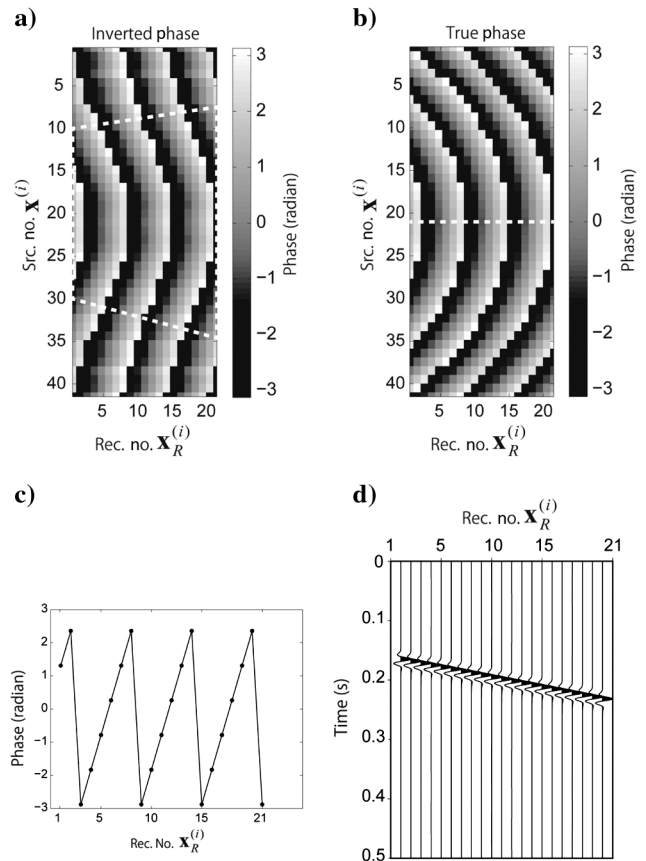 a)
Inverted phase
5
10
15
20
25
30
35
40
Src. no. x^(i)
5 10 15 20
Rec. no. x_R^(i)
3
2
1
0
−1
−2
−3
Phase (radian)
b)
True phase
5
10
15
20
25
30
35
40
Src. no. x^(i)
5 10 15 20
Rec. no. x_R^(i)
3
2
1
0
−1
−2
−3
Phase (radian)
c)
3
2
1
0
−1
−2
−3
Phase (radian)
1 5 10 15 21
Rec. No. x_R^(i)
d)
Rec. no. x_R^(i)
1 5 10 15 21
0
0.1
0.2
0.3
0.4
0.5
Time (s)